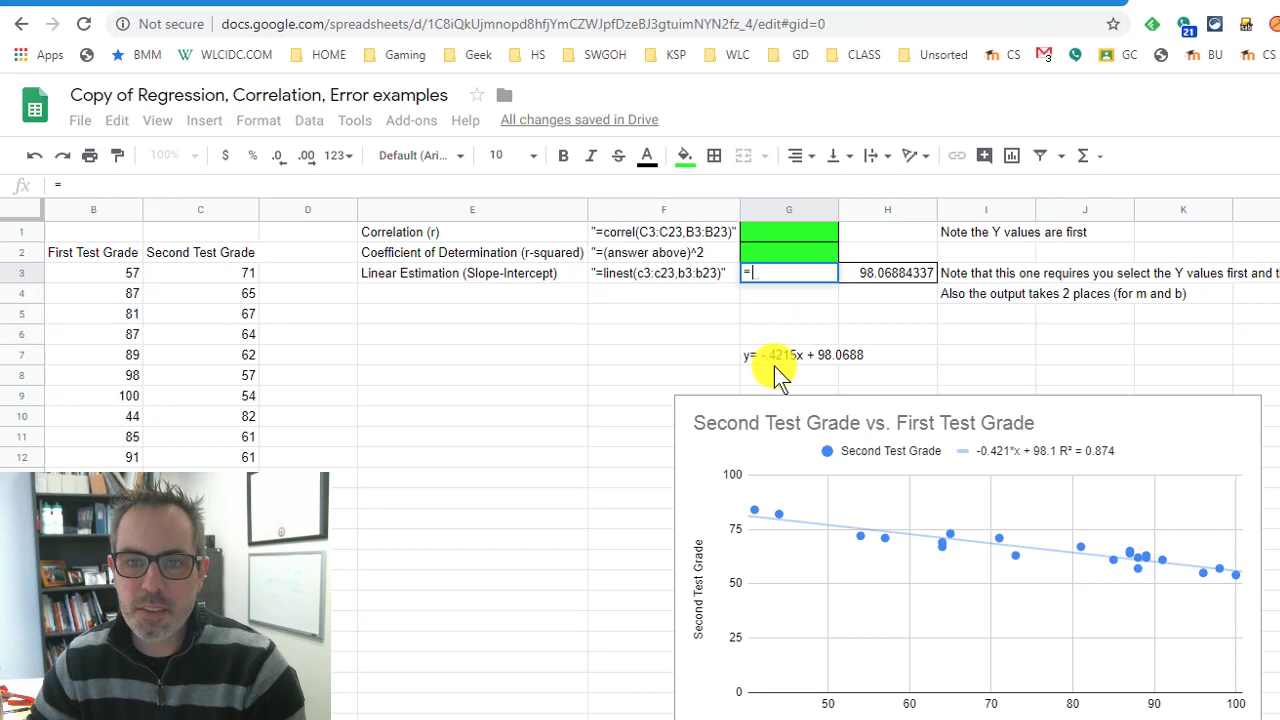 Not secure docs.google.com/spreadsheets/d/1C8iQkUjmnopd8hfjYmCZWJpfDzeBJ3gtuimNYN2fz_4/edit#gid=0
21
Apps BMM WLCIDC.COM HOME Gaming Geek HS SWGOH KSP WLC GD CLASS Unsorted CS GC BU CS
Copy of Regression, Correlation, Error examples
File Edit View Insert Format Data Tools Add-ons Help All changes saved in Drive
100% $ % .0 .00 123 Default (Ari... 10 B I S A
fx =
B C D E F G H I J K
1 Correlation (r) "=correl(C3:C23,B3:B23)" Note the Y values are first
2 First Test Grade Second Test Grade Coefficient of Determination (r-squared) "=(answer above)^2
3 57 71 Linear Estimation (Slope-Intercept) "=linest(c3:c23,b3:b23)" = 98.06884337 Note that this one requires you select the Y values first and t
4 87 65 Also the output takes 2 places (for m and b)
5 81 67
6 87 64
7 89 62 y= -.4215x + 98.0688
8 98 57
9 100 54
10 44 82
11 85 61
12 91 61
Second Test Grade vs. First Test Grade
Second Test Grade -0.421*x + 98.1 R² = 0.874
Second Test Grade
100
75
50
25
0
50 60 70 80 90 100